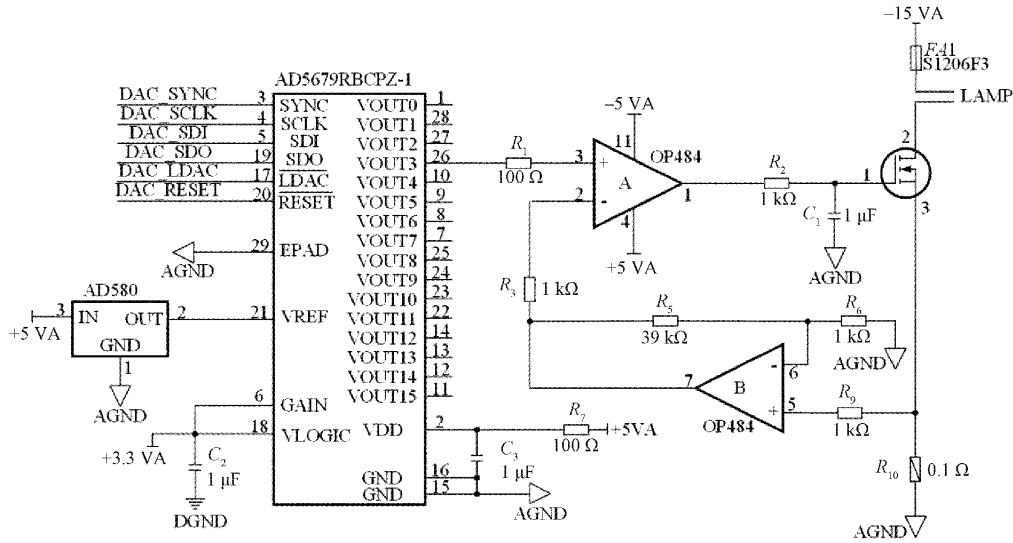 –15 VA
FA1
S1206F3
LAMP
2
1
3
AD5679RBCPZ-1
DAC_SYNC 3 SYNC
DAC_SCLK 4 SCLK
DAC_SDI 5 SDI
DAC_SDO 19 SDO
DAC_LDAC 17 LDAC
DAC_RESET 20 RESET
29 EPAD
AGND
AD580
+5 VA 3 IN OUT 2
GND
1
AGND
21 VREF
6 GAIN
18 VLOGIC
+3.3 VA
C2
1 µF
DGND
VOUT0 1
VOUT1 28
VOUT2 27
VOUT3 26
VOUT4 10
VOUT5 9
VOUT6 8
VOUT7 7
VOUT8 25
VOUT9 24
VOUT10 23
VOUT11 22
VOUT12 14
VOUT13 13
VOUT14 12
VOUT15 11
VDD 2
GND 16
GND 15
R1
100 Ω
–5 VA
11
3 +
2 -
A
OP484
1
4
+5 VA
R2
1 kΩ
C1
1 µF
AGND
R3
1 kΩ
R5
39 kΩ
R6
1 kΩ
AGND
7
B
- 6
+ 5
OP484
R9
1 kΩ
R7
100 Ω
+5VA
C3
1 µF
AGND
R10
0.1 Ω
AGND